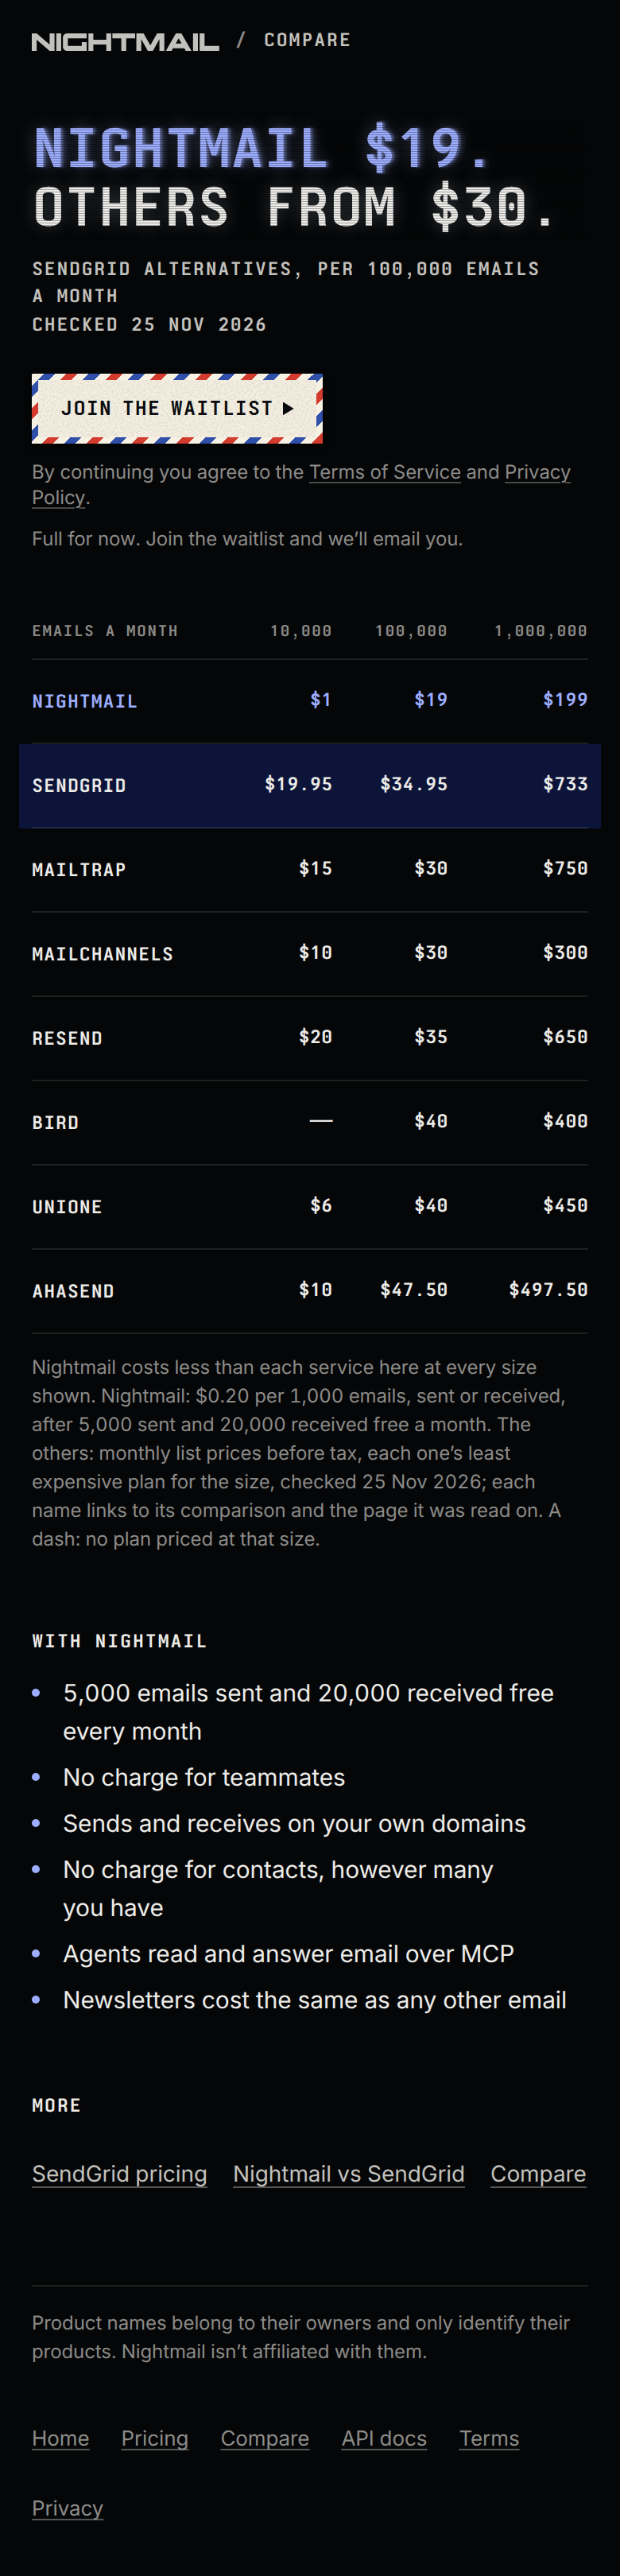 NIGHTMAIL / COMPARE
NIGHTMAIL $19.
OTHERS FROM $30.
SENDGRID ALTERNATIVES, PER 100,000 EMAILS
A MONTH
CHECKED 25 NOV 2026
JOIN THE WAITLIST ▶
By continuing you agree to the Terms of Service and Privacy
Policy.
Full for now. Join the waitlist and we’ll email you.
EMAILS A MONTH 10,000 100,000 1,000,000
NIGHTMAIL $1 $19 $199
SENDGRID $19.95 $34.95 $733
MAILTRAP $15 $30 $750
MAILCHANNELS $10 $30 $300
RESEND $20 $35 $650
BIRD — $40 $400
UNIONE $6 $40 $450
AHASEND $10 $47.50 $497.50
Nightmail costs less than each service here at every size
shown. Nightmail: $0.20 per 1,000 emails, sent or received,
after 5,000 sent and 20,000 received free a month. The
others: monthly list prices before tax, each one’s least
expensive plan for the size, checked 25 Nov 2026; each
name links to its comparison and the page it was read on. A
dash: no plan priced at that size.
WITH NIGHTMAIL
• 5,000 emails sent and 20,000 received free
every month
• No charge for teammates
• Sends and receives on your own domains
• No charge for contacts, however many
you have
• Agents read and answer email over MCP
• Newsletters cost the same as any other email
MORE
SendGrid pricing Nightmail vs SendGrid Compare
Product names belong to their owners and only identify their
products. Nightmail isn’t affiliated with them.
Home Pricing Compare API docs Terms
Privacy